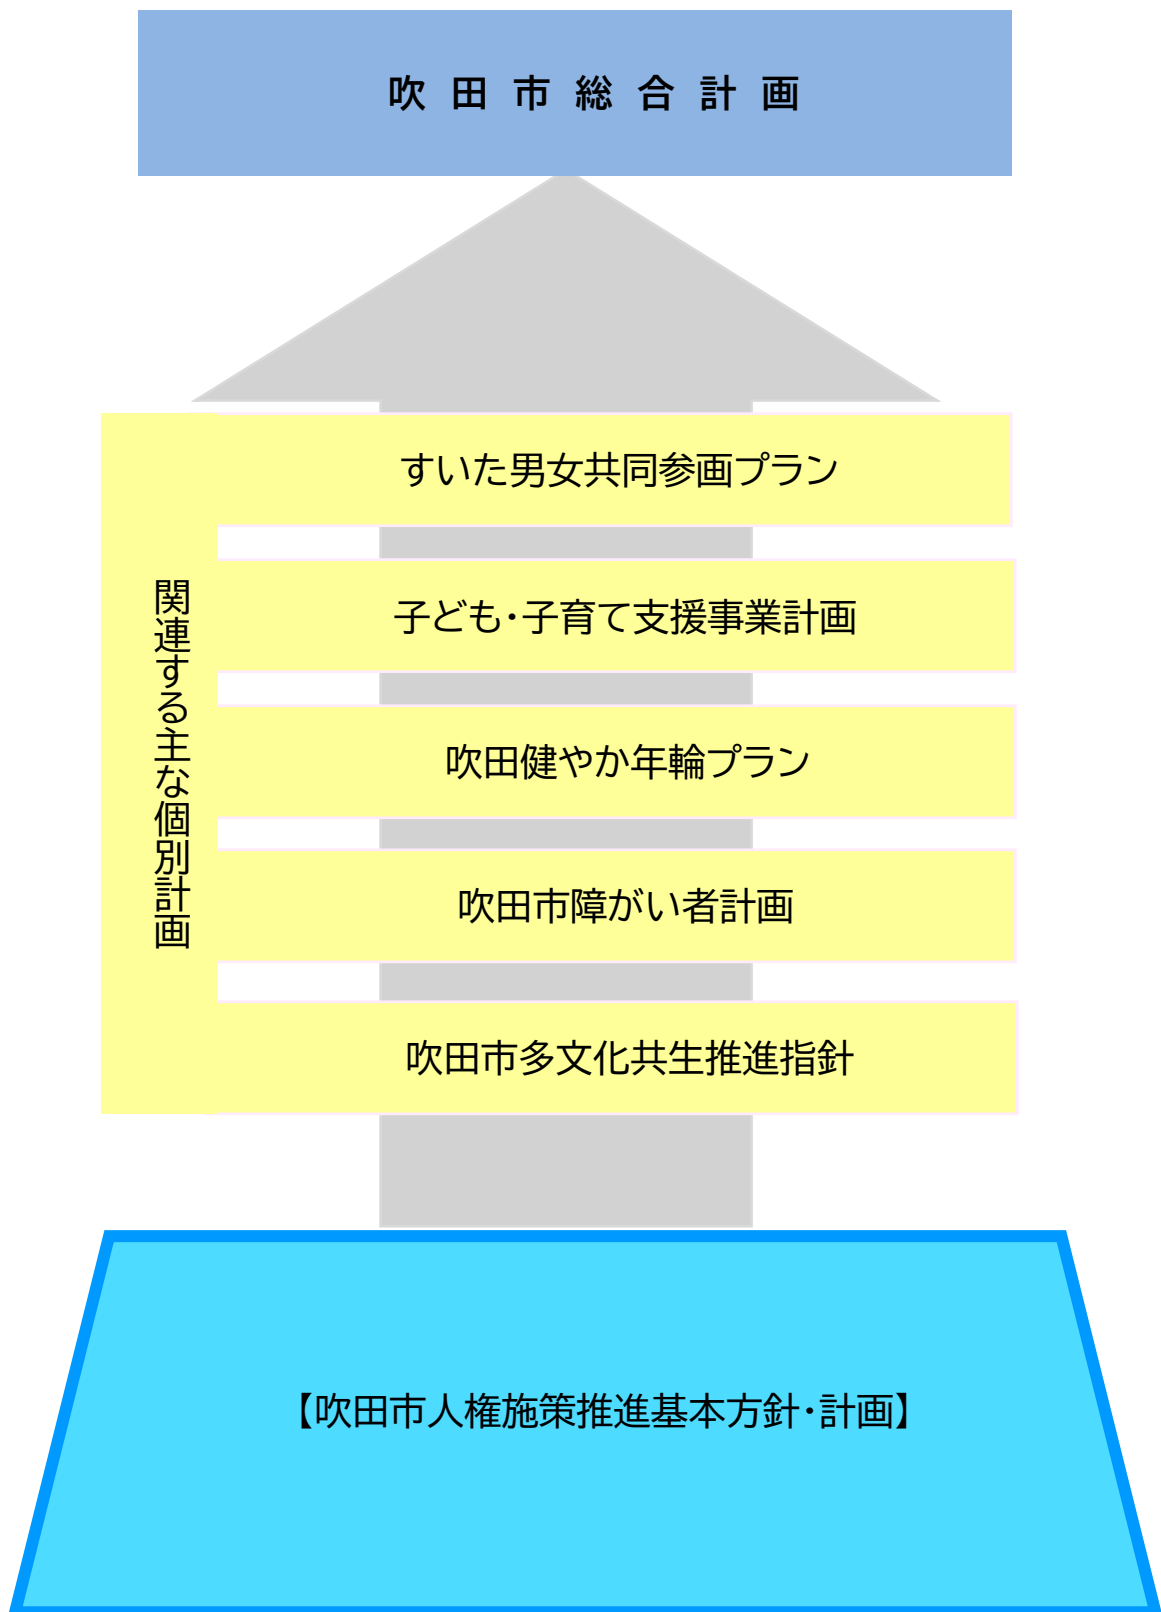 吹田市総合計画
関連する主な個別計画
すいた男女共同参画プラン
子ども・子育て支援事業計画
吹田健やか年輪プラン
吹田市障がい者計画
吹田市多文化共生推進指針
【吹田市人権施策推進基本方針・計画】